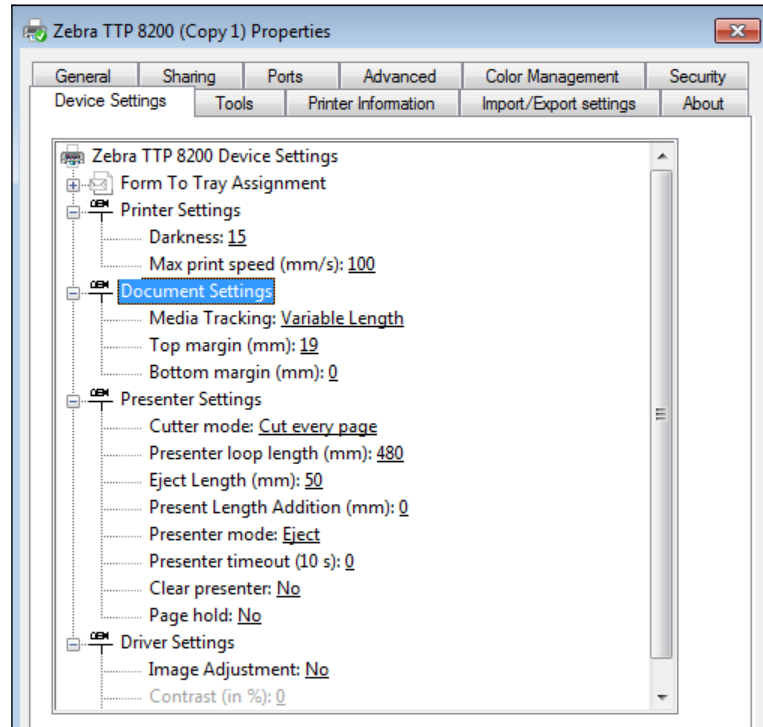 Zebra TTP 8200 (Copy 1) Properties
General Sharing Ports Advanced Color Management Security
Device Settings Tools Printer Information Import/Export settings About
Zebra TTP 8200 Device Settings
Form To Tray Assignment
Printer Settings
Darkness: 15
Max print speed (mm/s): 100
Document Settings
Media Tracking: Variable Length
Top margin (mm): 19
Bottom margin (mm): 0
Presenter Settings
Cutter mode: Cut every page
Presenter loop length (mm): 480
Eject Length (mm): 50
Present Length Addition (mm): 0
Presenter mode: Eject
Presenter timeout (10 s): 0
Clear presenter: No
Page hold: No
Driver Settings
Image Adjustment: No
Contrast (in %): 0